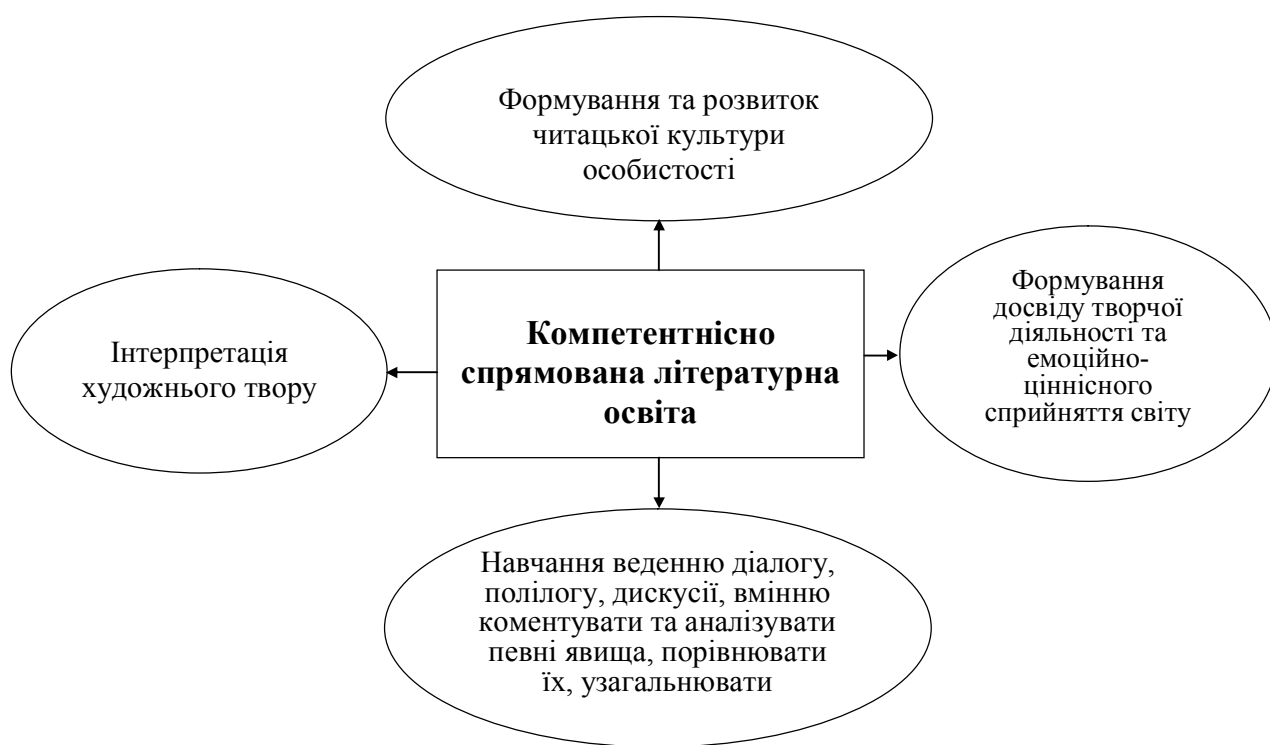 Формування та розвиток
читацької культури
особистості
Інтерпретація
художнього твору
Компетентнісно
спрямована літературна
освіта
Формування
досвіду творчої
діяльності та
емоційно-
ціннісного
сприйняття світу
Навчання веденню діалогу,
полілогу, дискусії, вмінню
коментувати та аналізувати
певні явища, порівнювати
їх, узагальнювати